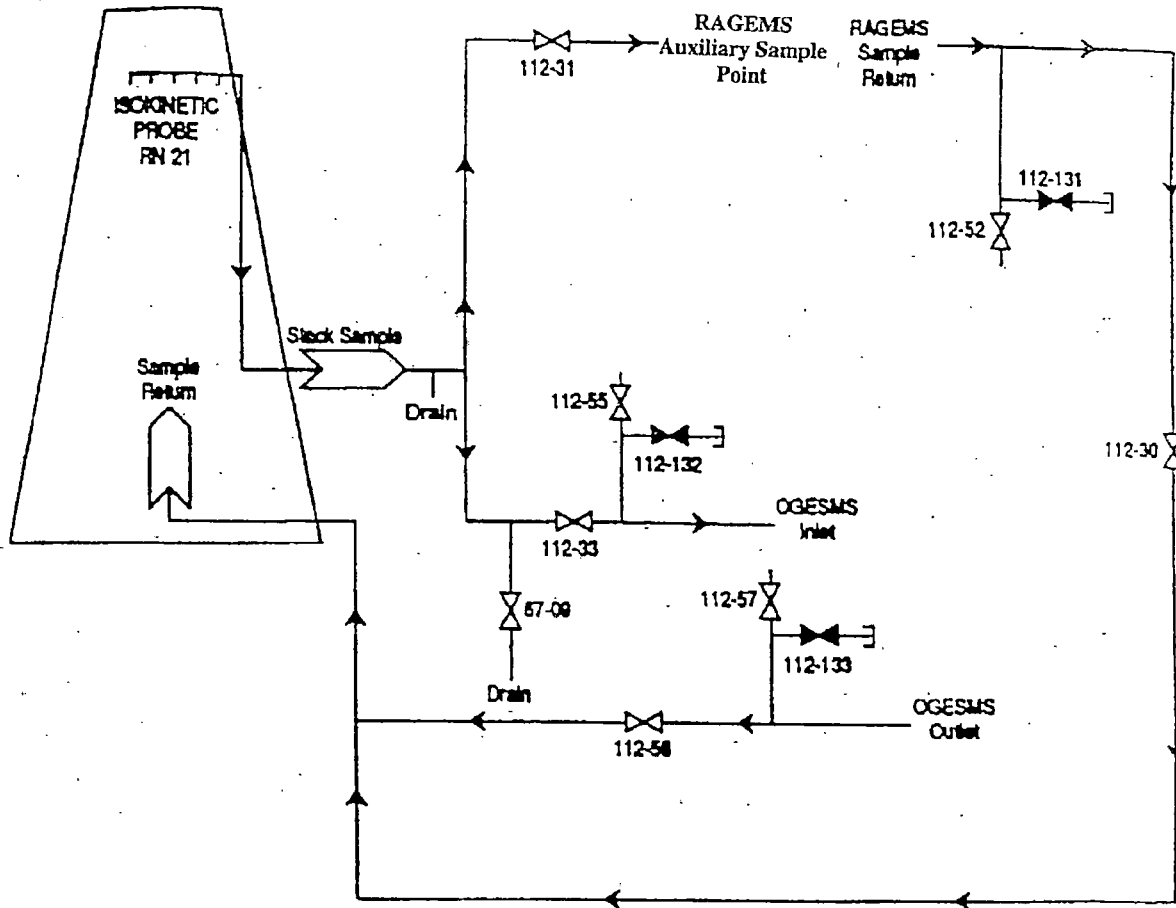 RAGEMS
Auxiliary Sample
Point
RAGEMS
Sample
Return
112-31
ISOKINETIC
PROBE
RN 21
112-131
112-52
Stack Sample
Sample
Return
Drain
112-55
112-132
112-30
OGESMS
Inlet
112-33
112-57
67-09
112-133
Drain
OGESMS
Outlet
112-56